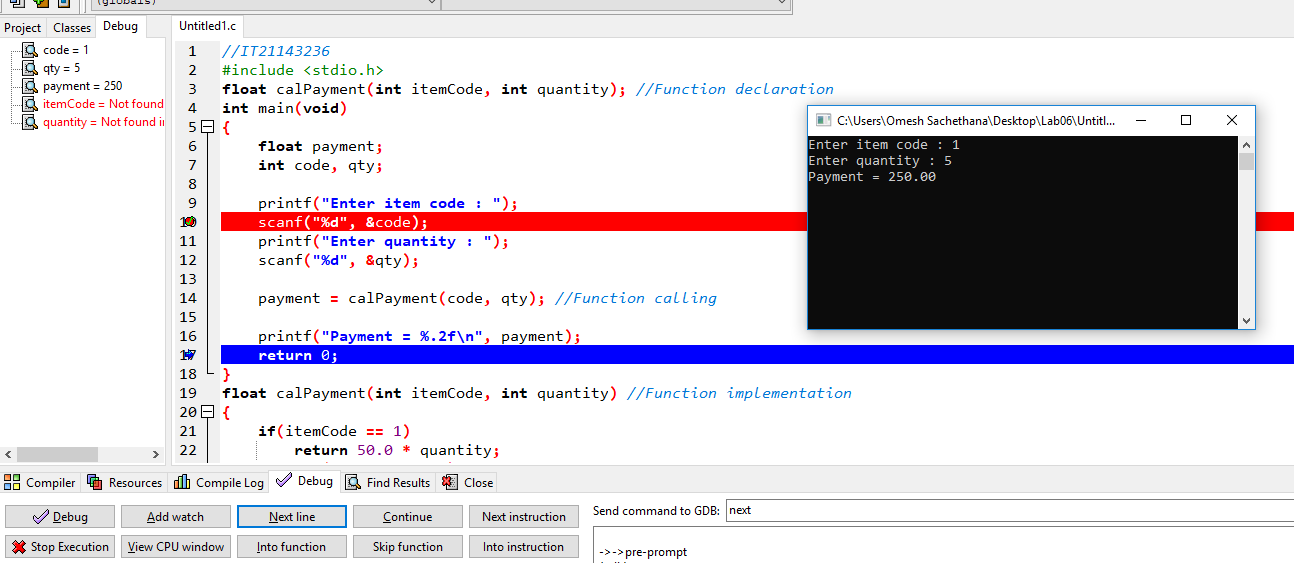 (globals)
Project Classes Debug
Untitled1.c
code = 1
qty = 5
payment = 250
itemCode = Not found
quantity = Not found i
1 //IT21143236
2 #include <stdio.h>
3 float calPayment(int itemCode, int quantity); //Function declaration
4 int main(void)
5 {
6 float payment;
7 int code, qty;
8
9 printf("Enter item code : ");
10 scanf("%d", &code);
11 printf("Enter quantity : ");
12 scanf("%d", &qty);
13
14 payment = calPayment(code, qty); //Function calling
15
16 printf("Payment = %.2f\n", payment);
17 return 0;
18 }
19 float calPayment(int itemCode, int quantity) //Function implementation
20 {
21 if(itemCode == 1)
22 return 50.0 * quantity;
C:\Users\Omesh Sachethana\Desktop\Lab06\Untitl...
Enter item code : 1
Enter quantity : 5
Payment = 250.00
Compiler Resources Compile Log Debug Find Results Close
Debug Add watch Next line Continue Next instruction
Stop Execution View CPU window Into function Skip function Into instruction
Send command to GDB: next
->->pre-prompt